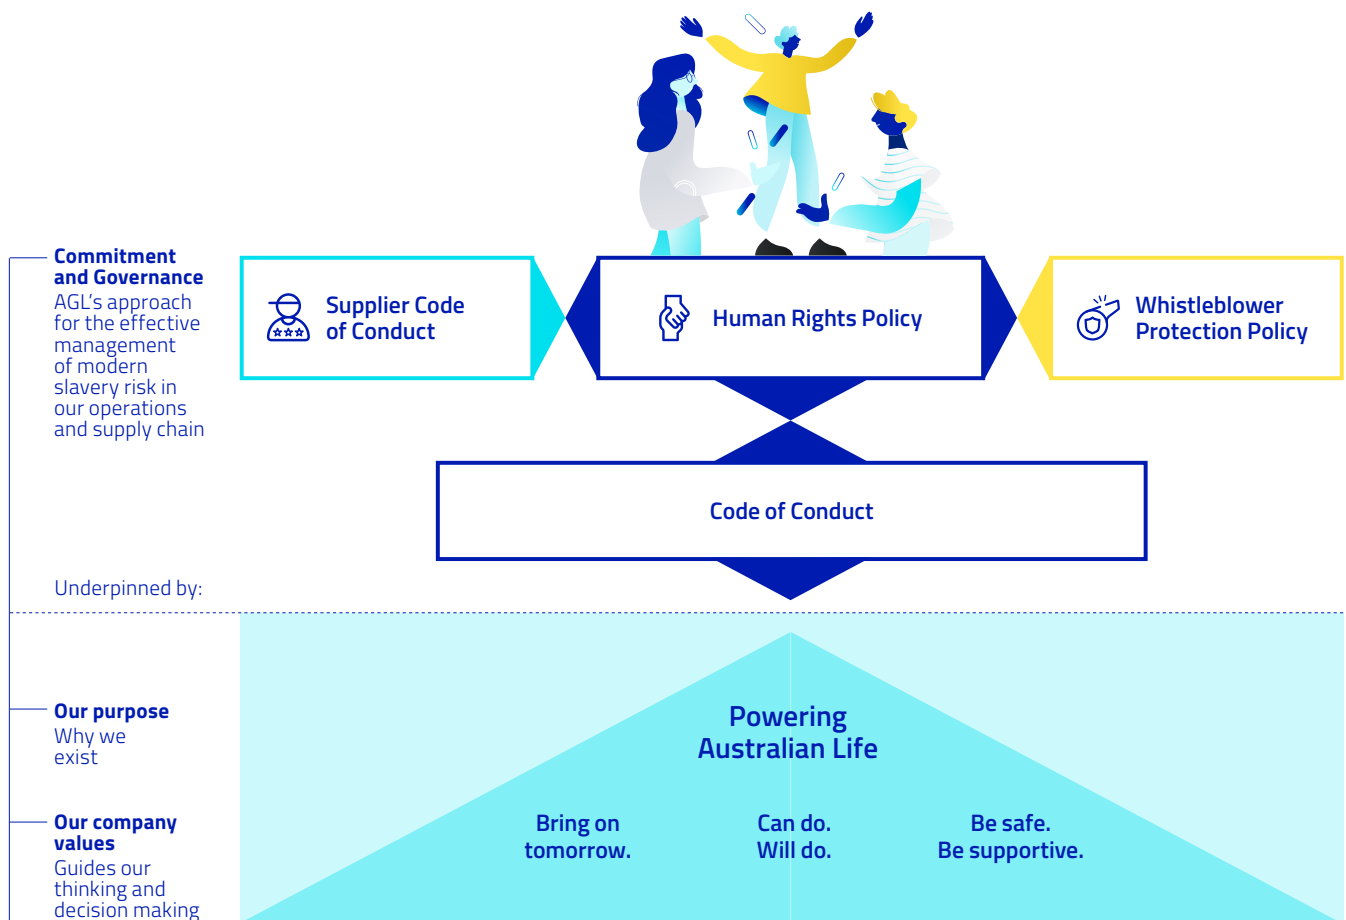 Commitment
and Governance
AGL's approach
for the effective
management
of modern
slavery risk in
our operations
and supply chain
Supplier Code
of Conduct
Human Rights Policy
Whistleblower
Protection Policy
Code of Conduct
Underpinned by:
Our purpose
Why we
exist
Powering
Australian Life
Our company
values
Guides our
thinking and
decision making
Bring on
tomorrow.
Can do.
Will do.
Be safe.
Be supportive.